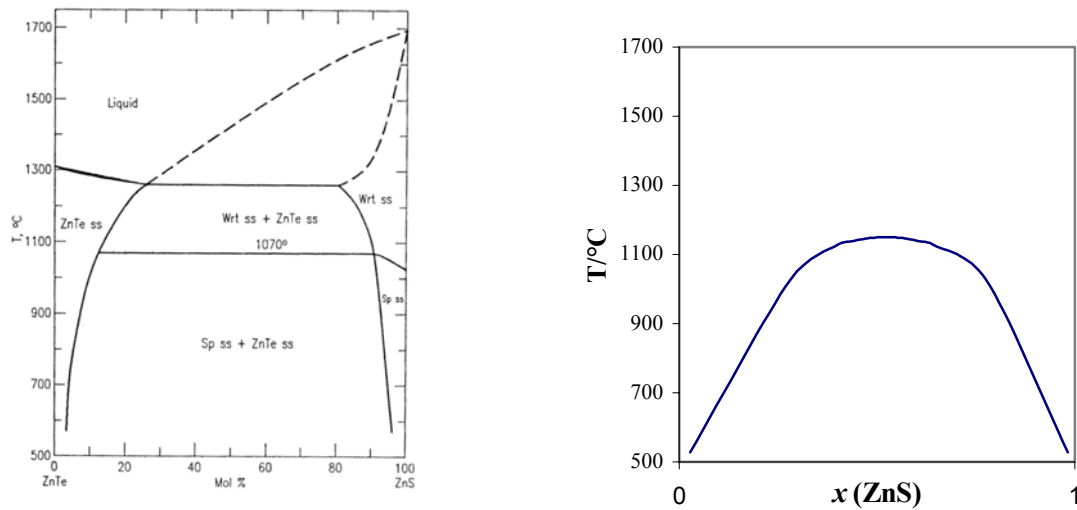 1700
1500
1300
1100
900
700
500
T, °C
Liquid
ZnTe ss
Wrt ss
Wrt ss + ZnTe ss
1070°
Sp ss
Sp ss + ZnTe ss
0 20 40 60 80 100
ZnTe Mol % ZnS
1700
1500
1300
1100
900
700
500
T/°C
0 1
x (ZnS)